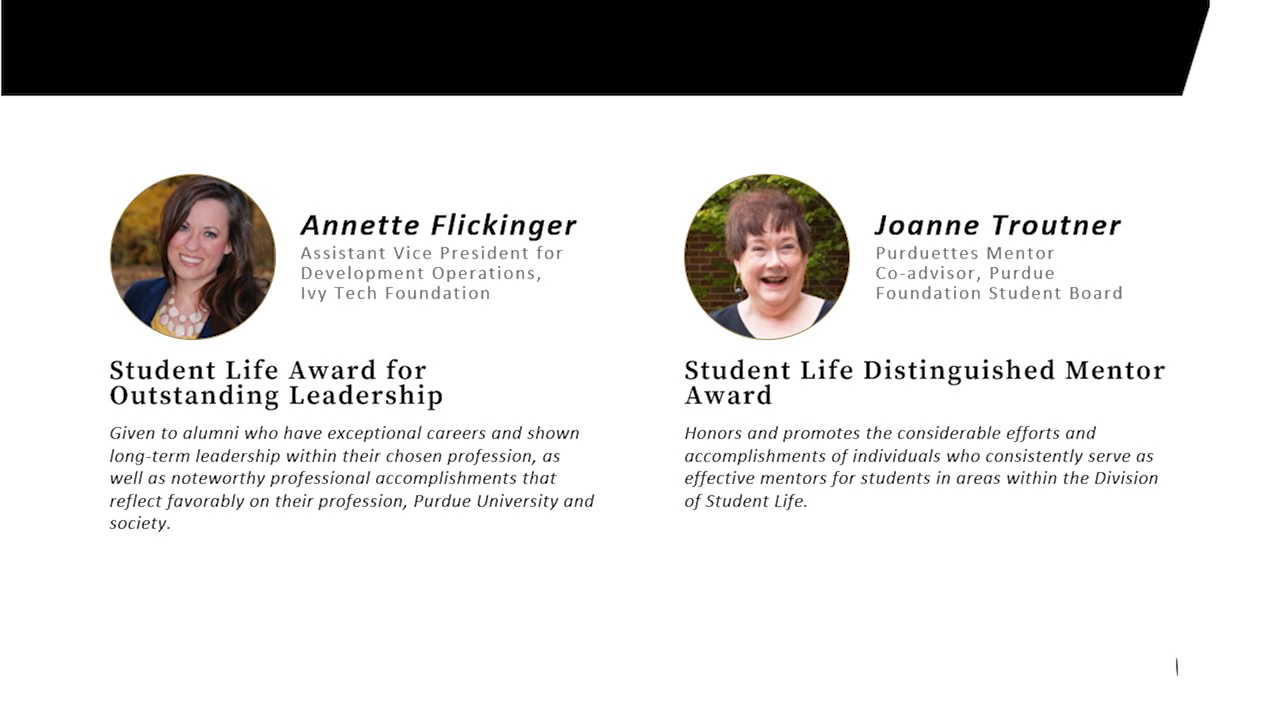 Annette Flickinger
Assistant Vice President for
Development Operations,
Ivy Tech Foundation
Student Life Award for
Outstanding Leadership
Given to alumni who have exceptional careers and shown
long-term leadership within their chosen profession, as
well as noteworthy professional accomplishments that
reflect favorably on their profession, Purdue University and
society.
Joanne Troutner
Purduettes Mentor
Co-advisor, Purdue
Foundation Student Board
Student Life Distinguished Mentor
Award
Honors and promotes the considerable efforts and
accomplishments of individuals who consistently serve as
effective mentors for students in areas within the Division
of Student Life.